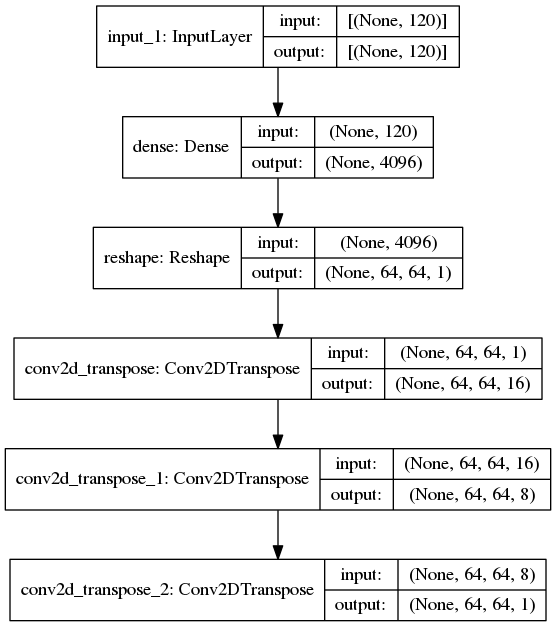 input_1: InputLayer
input: [(None, 120)]
output: [(None, 120)]
dense: Dense
input: (None, 120)
output: (None, 4096)
reshape: Reshape
input: (None, 4096)
output: (None, 64, 64, 1)
conv2d_transpose: Conv2DTranspose
input: (None, 64, 64, 1)
output: (None, 64, 64, 16)
conv2d_transpose_1: Conv2DTranspose
input: (None, 64, 64, 16)
output: (None, 64, 64, 8)
conv2d_transpose_2: Conv2DTranspose
input: (None, 64, 64, 8)
output: (None, 64, 64, 1)